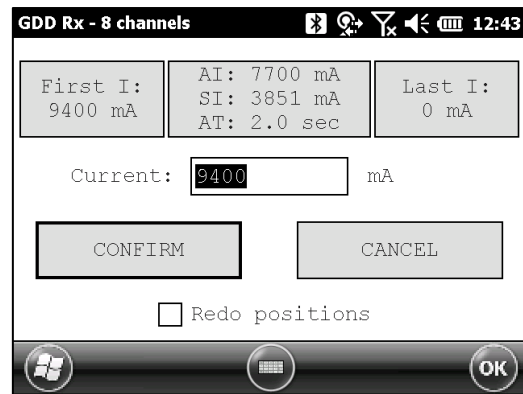 GDD Rx - 8 channels 12:43
First I:
9400 mA
AI: 7700 mA
SI: 3851 mA
AT: 2.0 sec
Last I:
0 mA
Current: 9400 mA
CONFIRM
CANCEL
Redo positions
OK